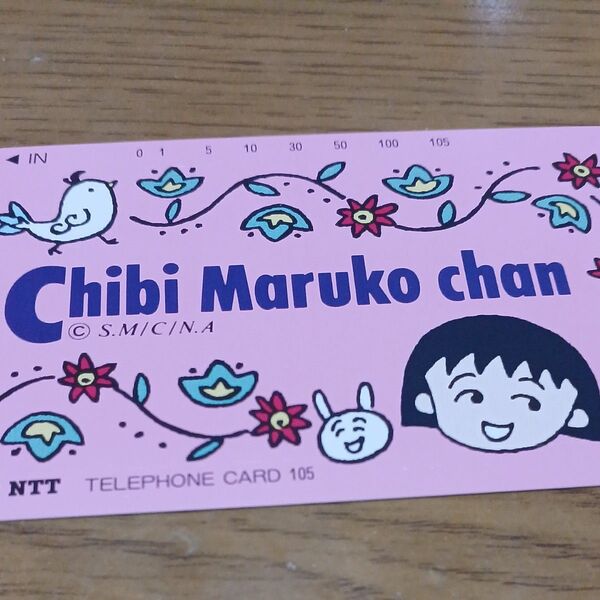 ◄ IN 0 1 5 10 30 50 100 105
Chibi Maruko chan
© S.M/C/N.A
NTT TELEPHONE CARD 105